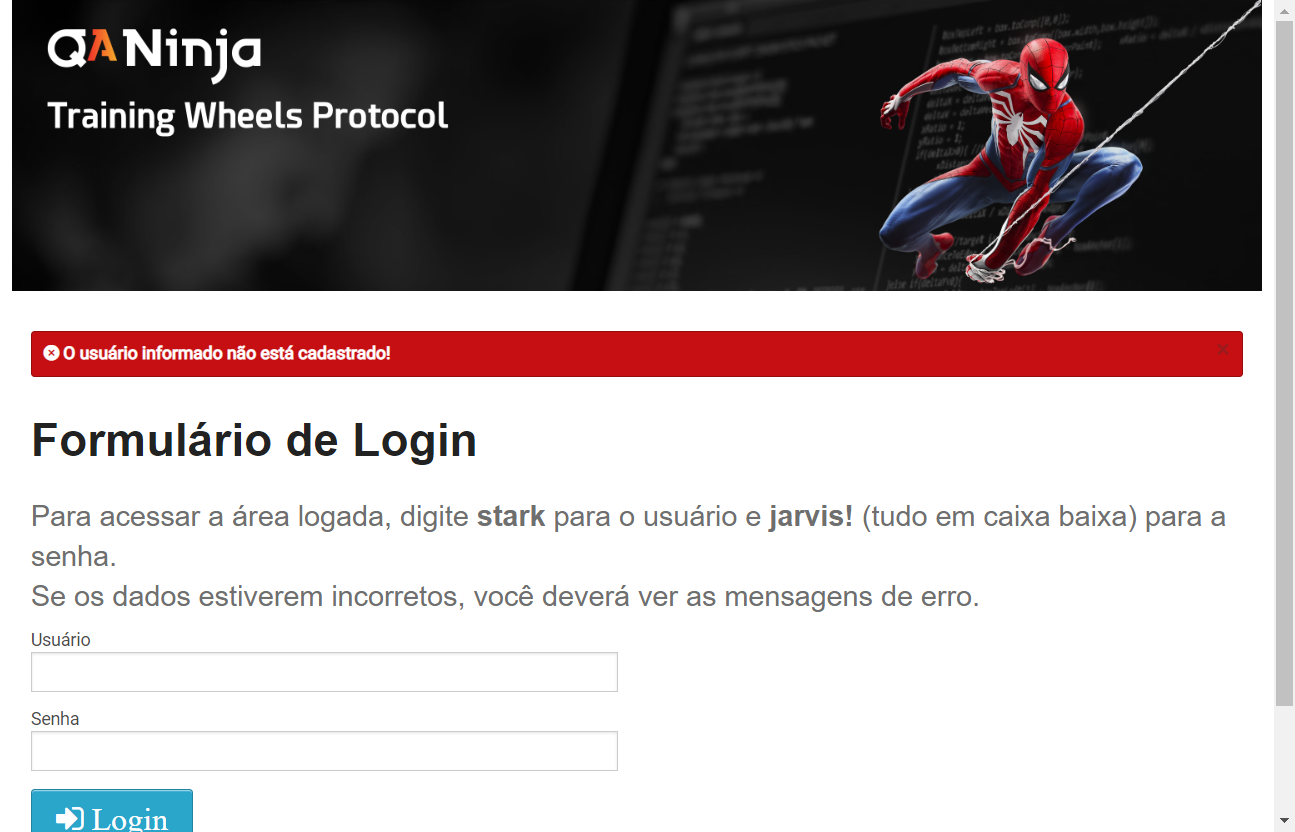 QANinja
Training Wheels Protocol
O usuário informado não está cadastrado!
×
Formulário de Login
Para acessar a área logada, digite stark para o usuário e jarvis! (tudo em caixa baixa) para a
senha.
Se os dados estiverem incorretos, você deverá ver as mensagens de erro.
Usuário
Senha
Login